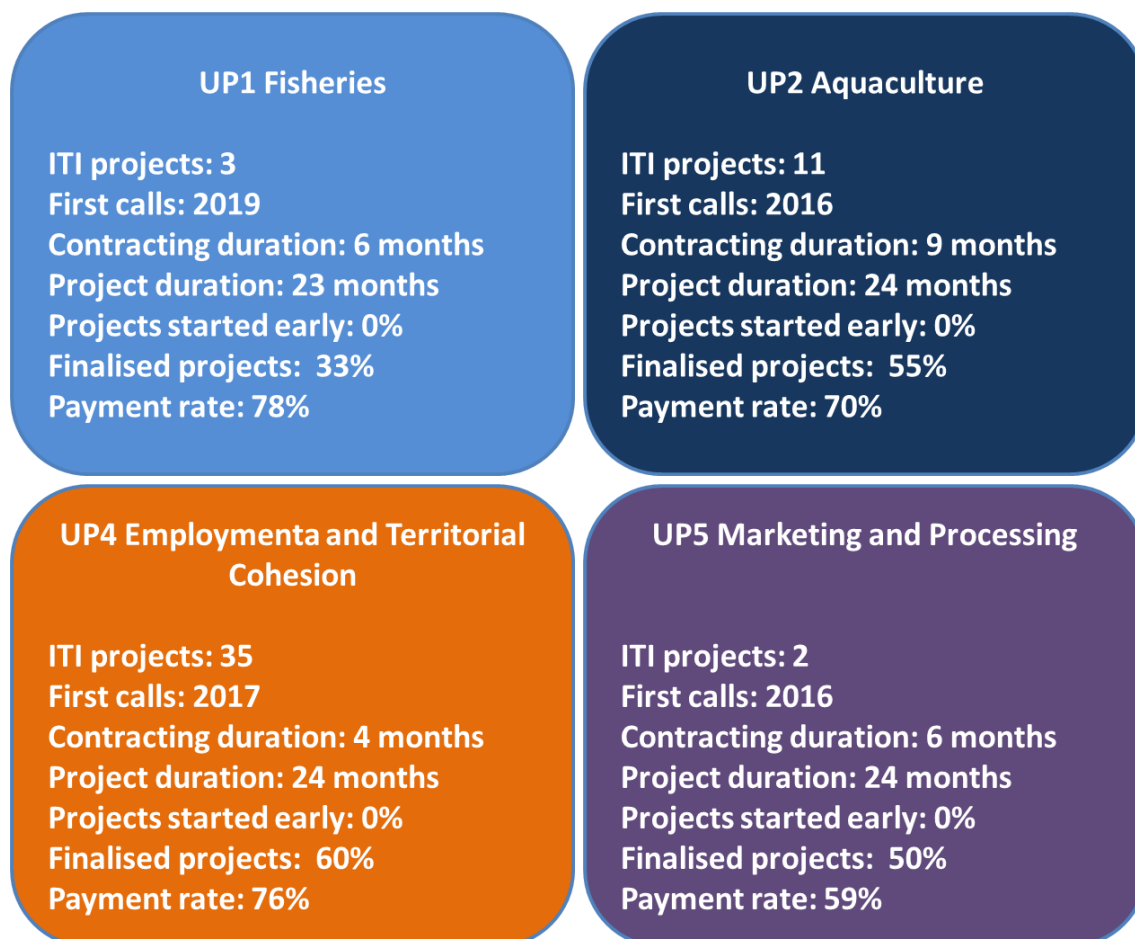 UP1 Fisheries
ITI projects: 3
First calls: 2019
Contracting duration: 6 months
Project duration: 23 months
Projects started early: 0%
Finalised projects:  33%
Payment rate: 78%
UP2 Aquaculture
ITI projects: 11
First calls: 2016
Contracting duration: 9 months
Project duration: 24 months
Projects started early: 0%
Finalised projects:  55%
Payment rate: 70%
UP4 Employmenta and Territorial
Cohesion
ITI projects: 35
First calls: 2017
Contracting duration: 4 months
Project duration: 24 months
Projects started early: 0%
Finalised projects:  60%
Payment rate: 76%
UP5 Marketing and Processing
ITI projects: 2
First calls: 2016
Contracting duration: 6 months
Project duration: 24 months
Projects started early: 0%
Finalised projects:  50%
Payment rate: 59%